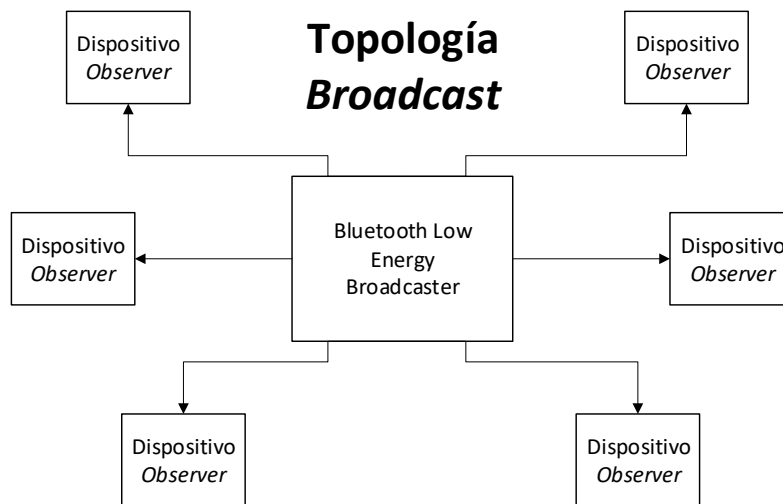 Topología
Broadcast
Dispositivo
Observer
Dispositivo
Observer
Dispositivo
Observer
Bluetooth Low
Energy
Broadcaster
Dispositivo
Observer
Dispositivo
Observer
Dispositivo
Observer